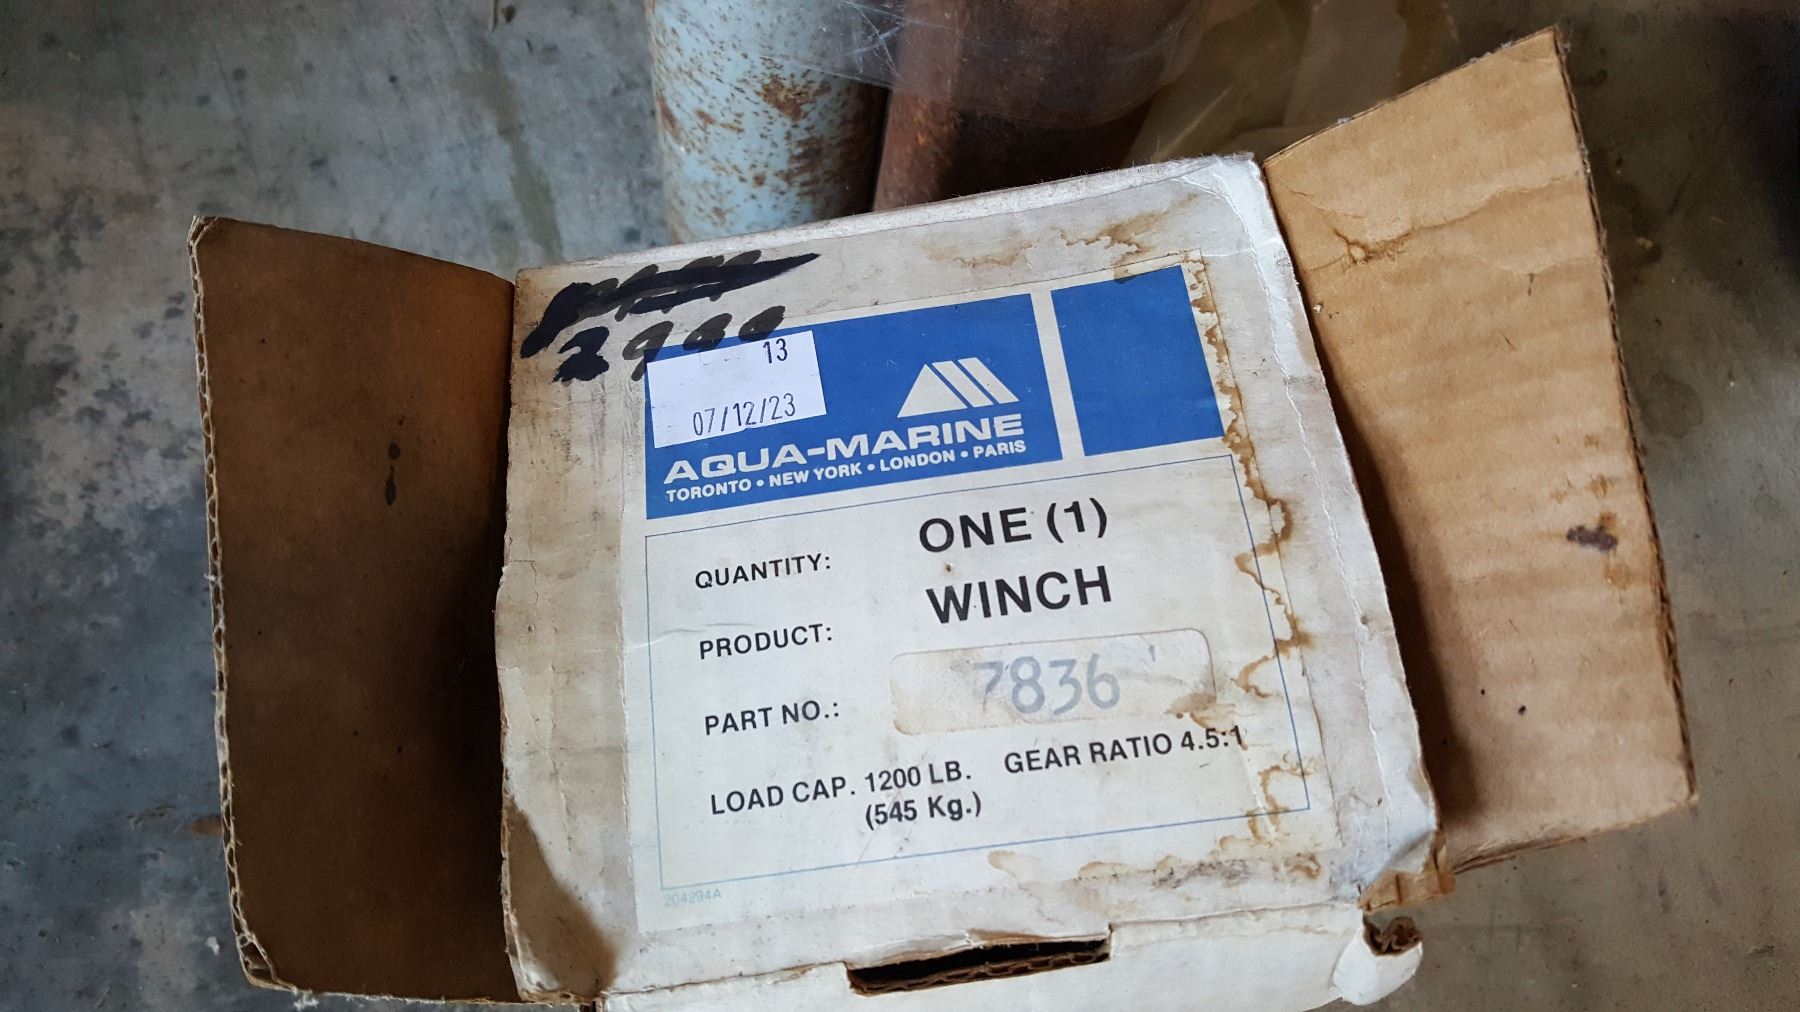 2900
13
07/12/23
AQUA-MARINE
TORONTO • NEW YORK • LONDON • PARIS
QUANTITY: ONE (1)
PRODUCT: WINCH
PART NO.: 7836
LOAD CAP. 1200 LB. GEAR RATIO 4.5:1
(545 Kg.)
204294A